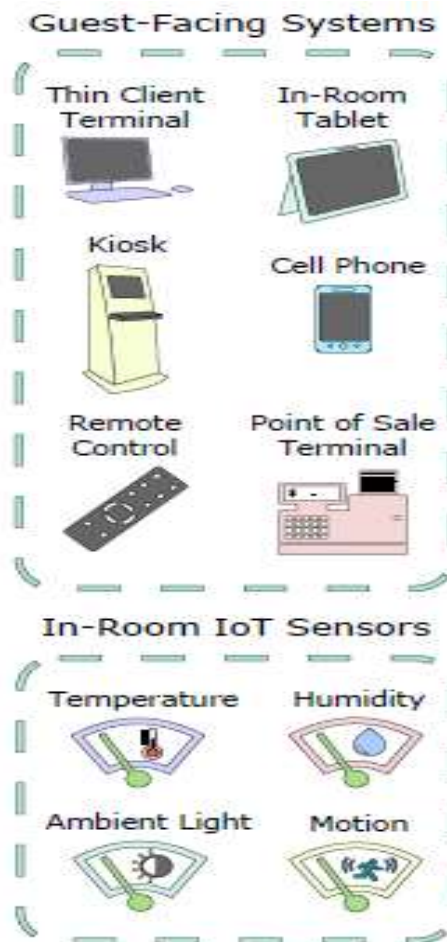 Guest-Facing Systems
Thin Client
Terminal
In-Room
Tablet
Kiosk
Cell Phone
Remote
Control
Point of Sale
Terminal
In-Room IoT Sensors
Temperature
Humidity
Ambient Light
Motion